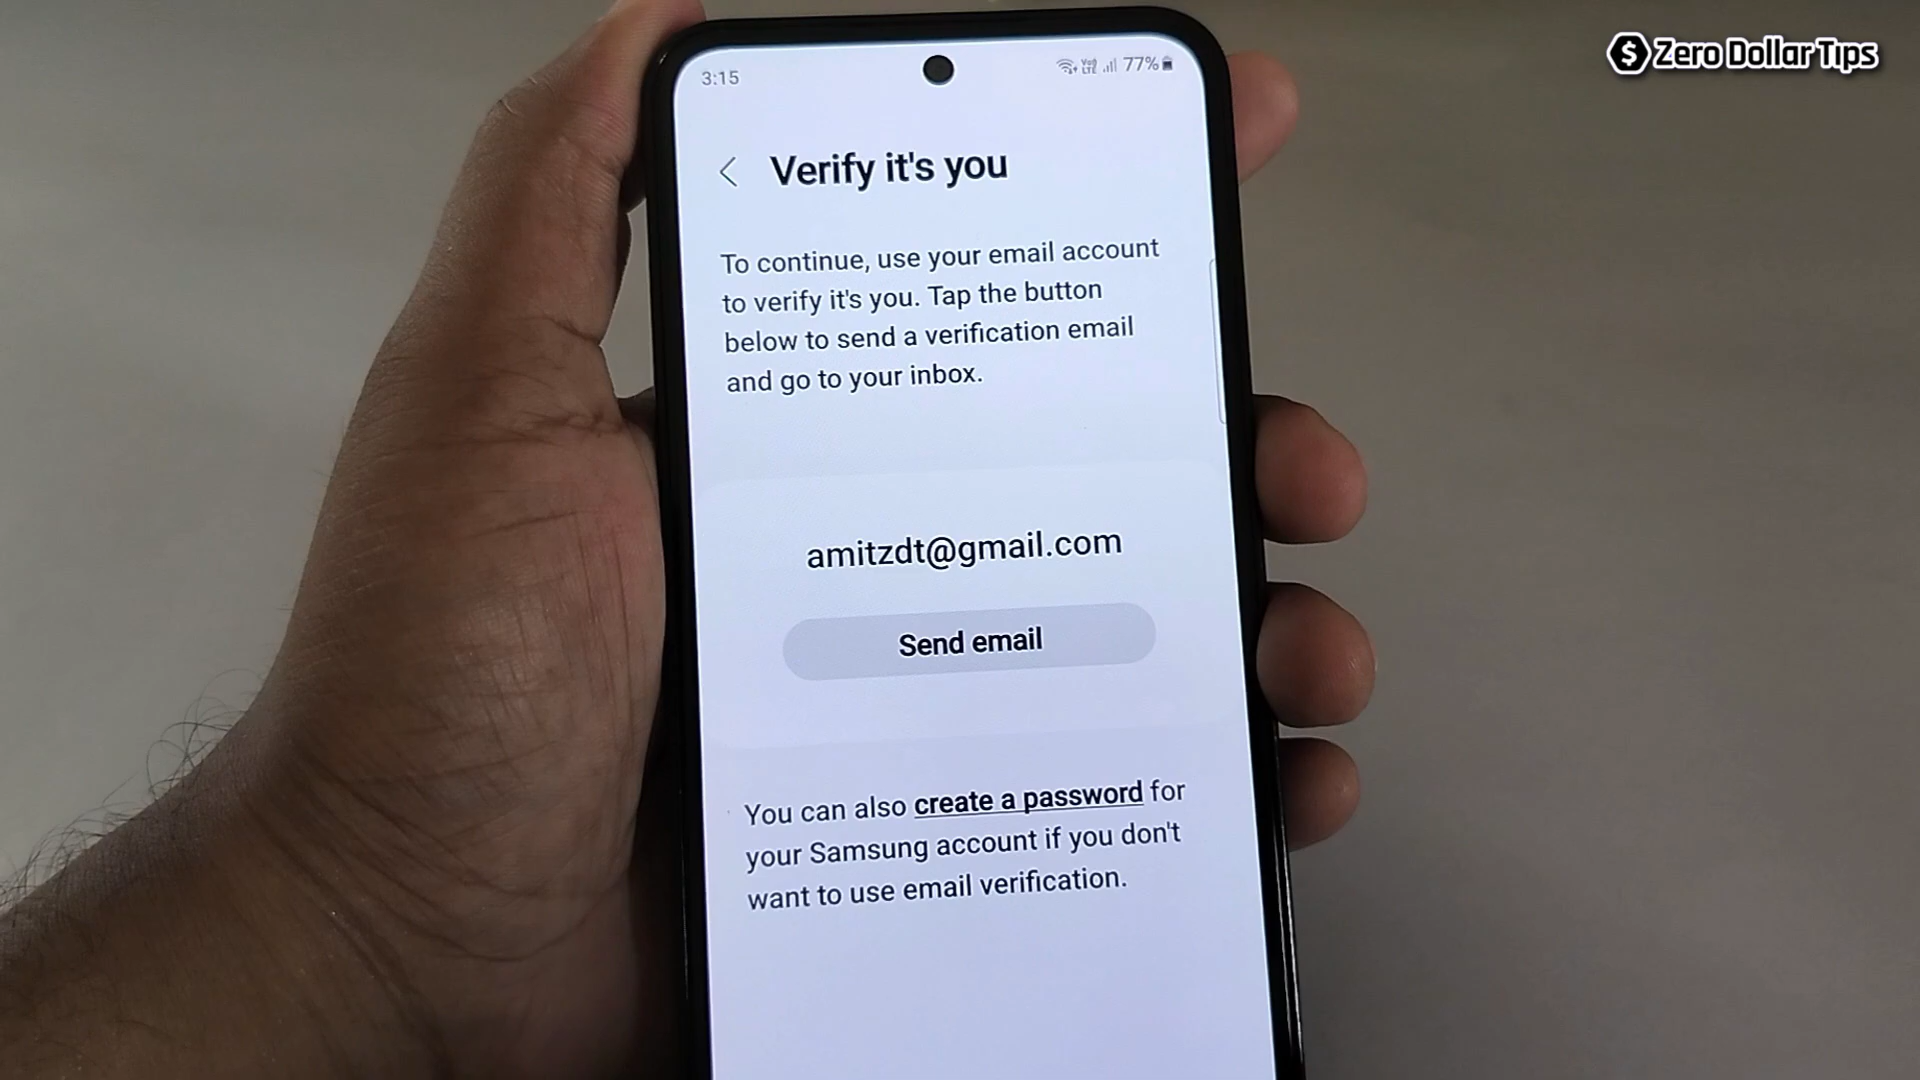 Zero Dollar Tips
3:15
77%
Verify it's you
To continue, use your email account
to verify it's you. Tap the button
below to send a verification email
and go to your inbox.
amitzdt@gmail.com
Send email
You can also create a password for
your Samsung account if you don't
want to use email verification.